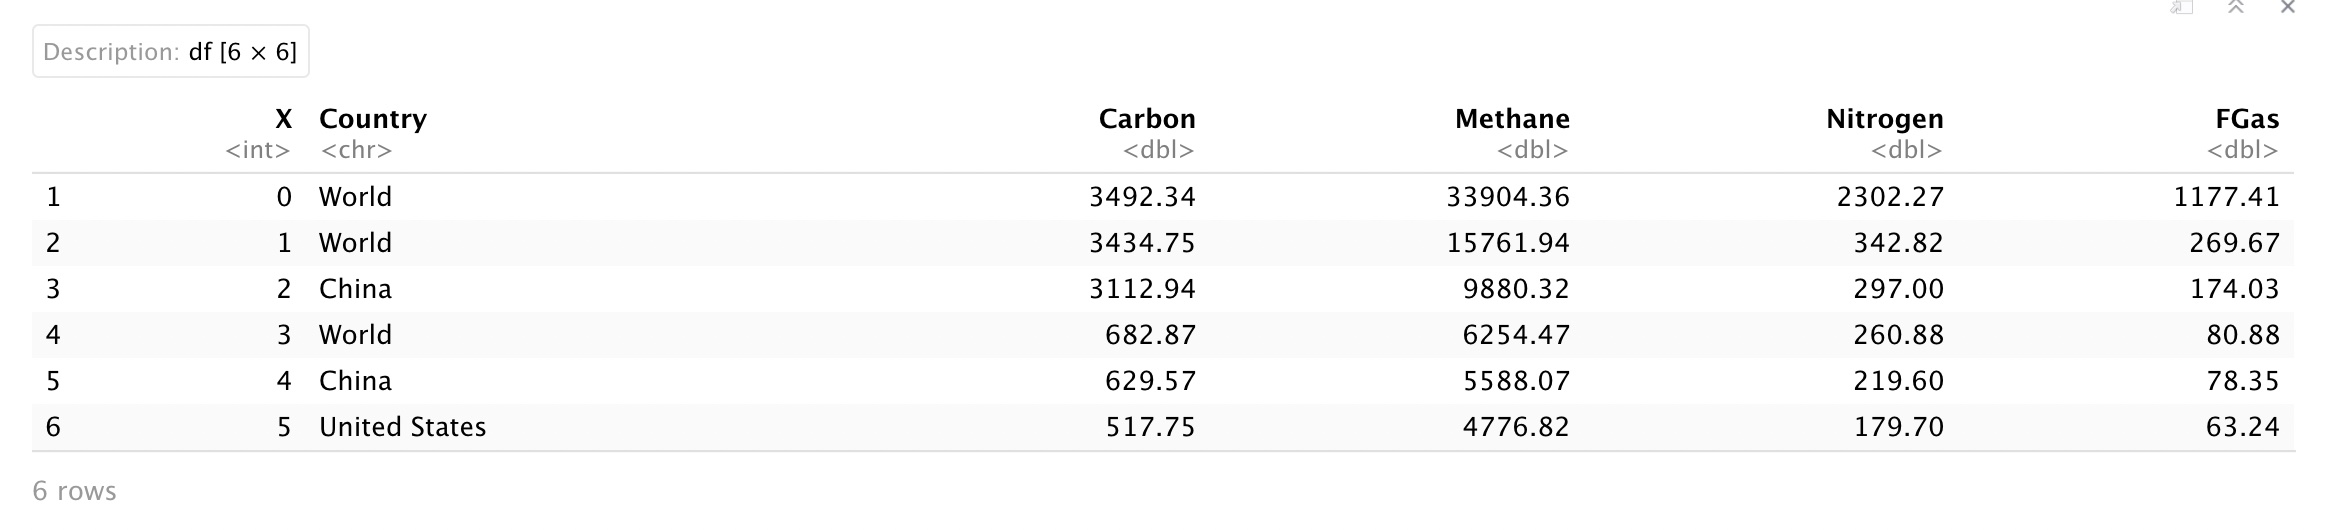 Description: df [6 × 6]
X Country Carbon Methane Nitrogen FGas
<int> <chr> <dbl> <dbl> <dbl> <dbl>
1 0 World 3492.34 33904.36 2302.27 1177.41
2 1 World 3434.75 15761.94 342.82 269.67
3 2 China 3112.94 9880.32 297.00 174.03
4 3 World 682.87 6254.47 260.88 80.88
5 4 China 629.57 5588.07 219.60 78.35
6 5 United States 517.75 4776.82 179.70 63.24
6 rows